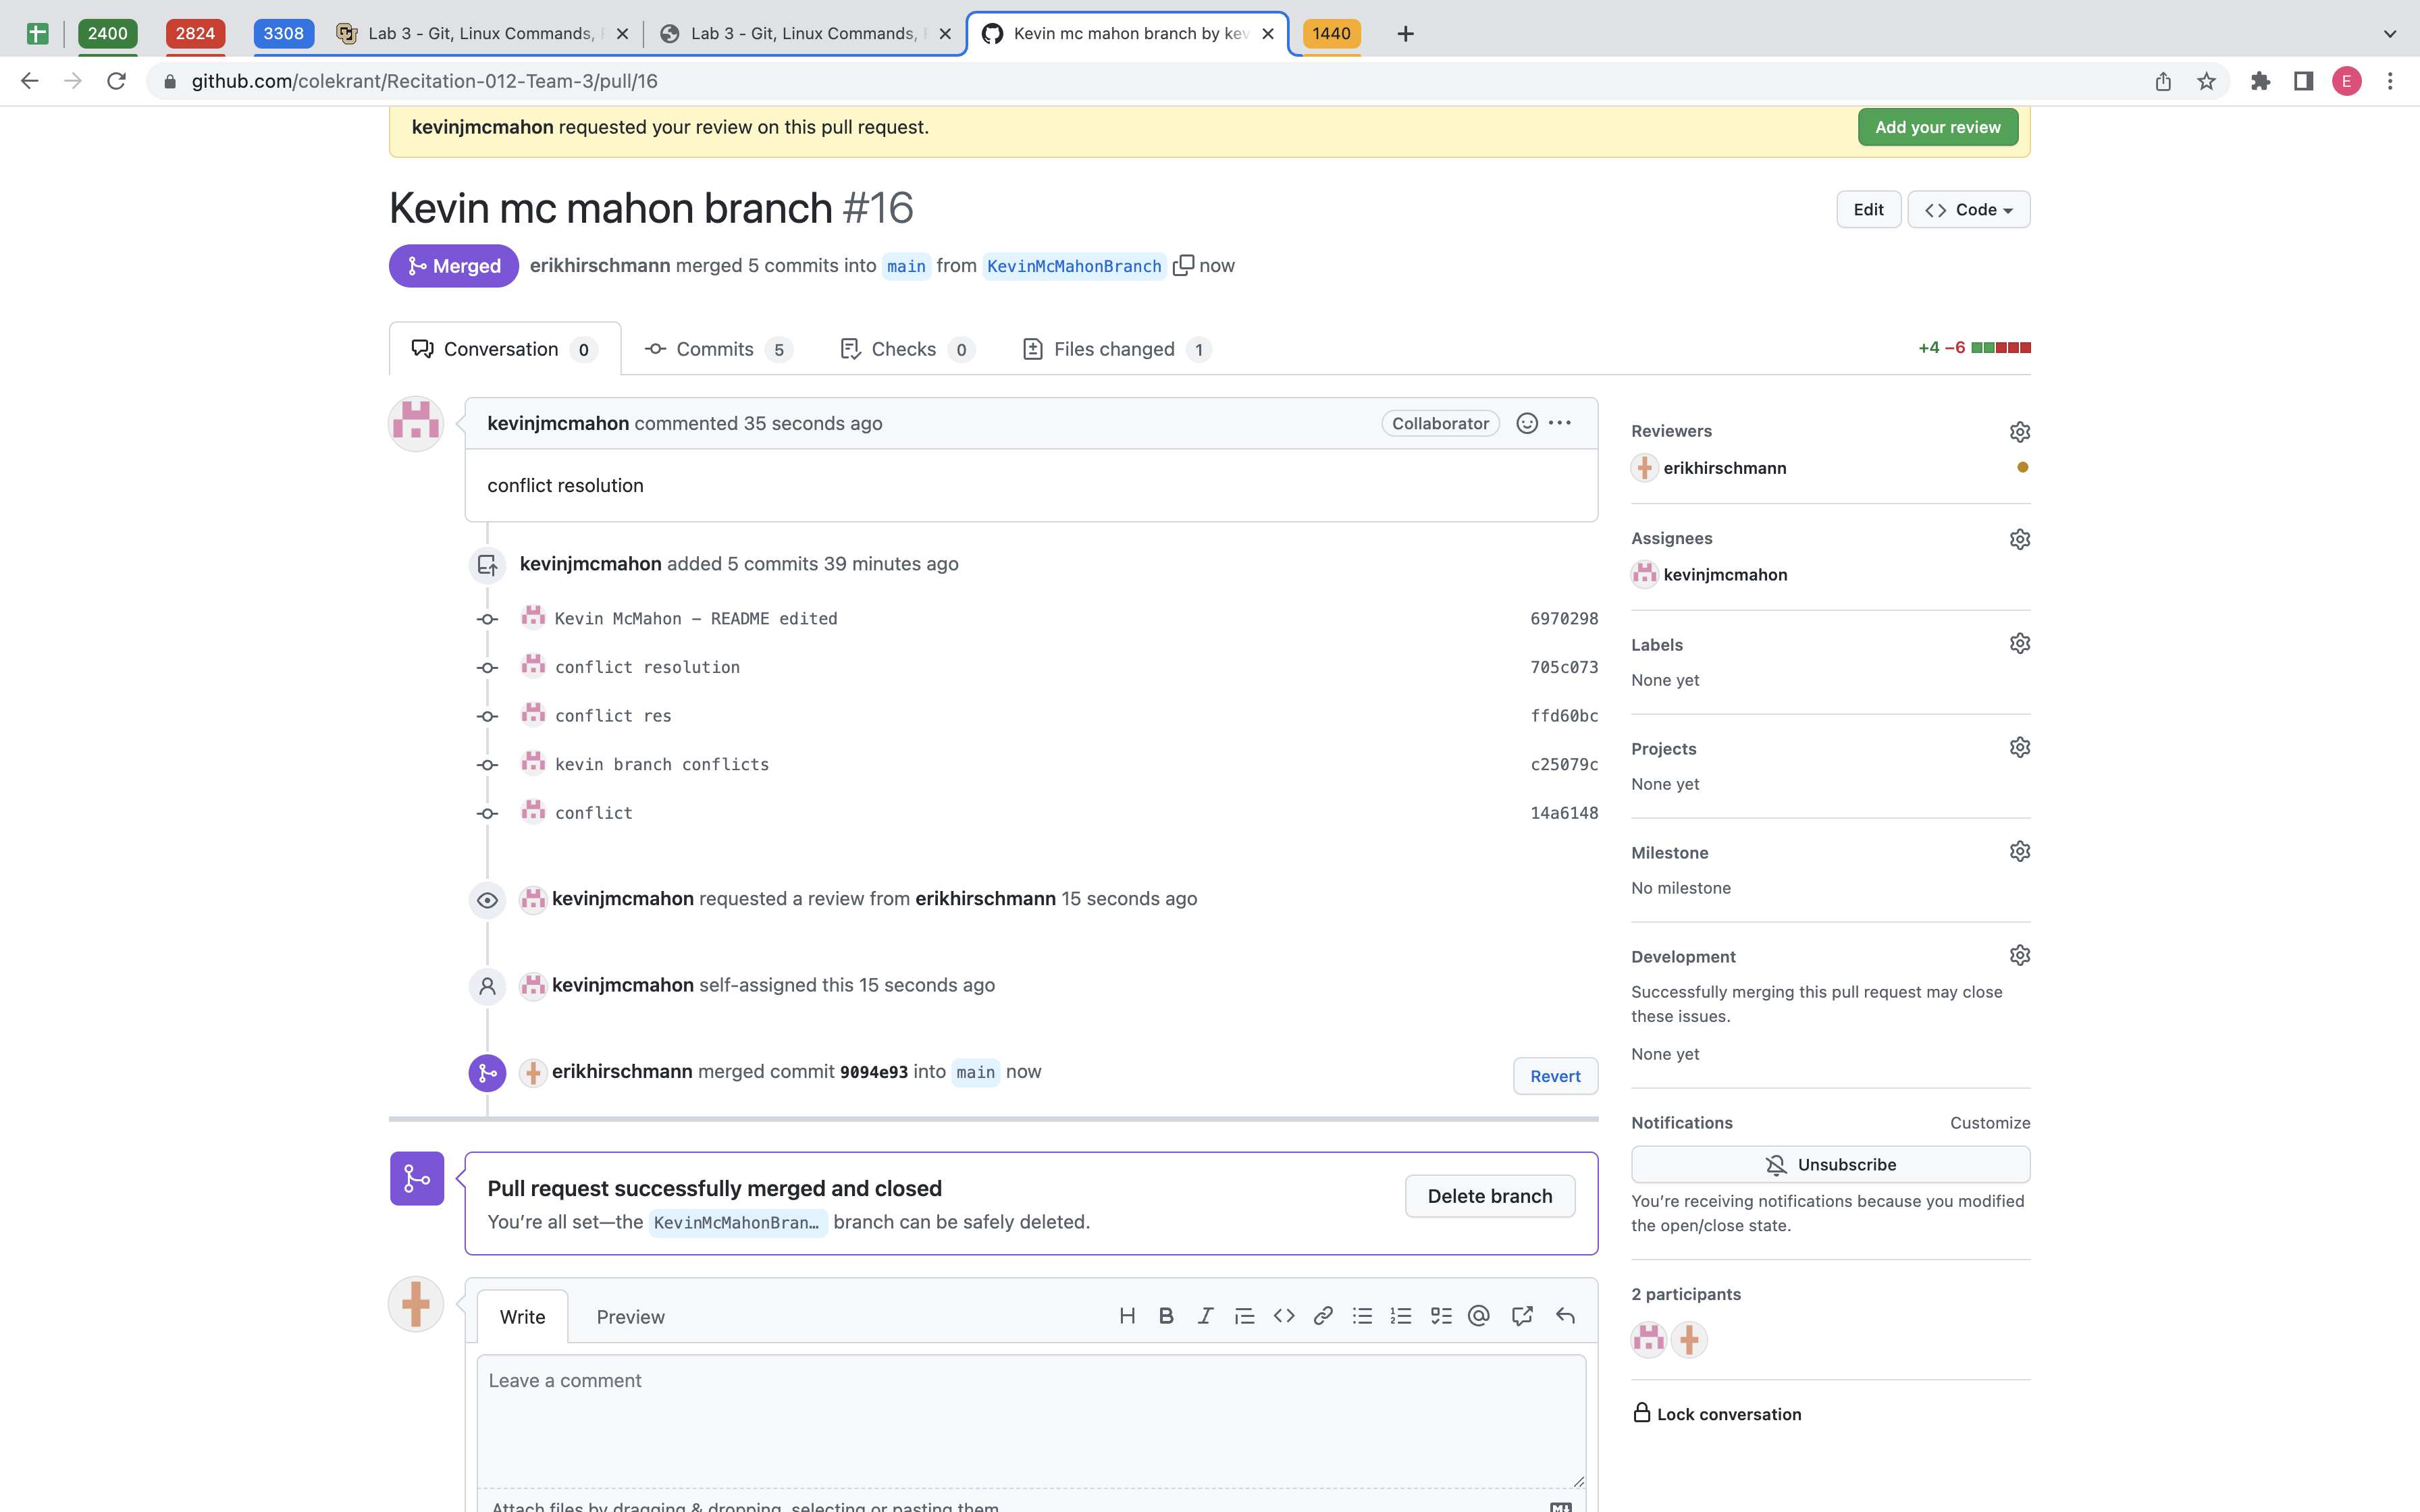 2400 2824 3308 Lab 3 - Git, Linux Commands, Lab 3 - Git, Linux Commands, Kevin mc mahon branch by kev 1440
github.com/colekrant/Recitation-012-Team-3/pull/16 E
kevinjmcmahon requested your review on this pull request. Add your review
Kevin mc mahon branch #16 Edit Code
Merged erikhirschmann merged 5 commits into main from KevinMcMahonBranch now
Conversation 0 Commits 5 Checks 0 Files changed 1 +4 −6
kevinjmcmahon commented 35 seconds ago Collaborator
conflict resolution
kevinjmcmahon added 5 commits 39 minutes ago
Kevin McMahon – README edited 6970298
conflict resolution 705c073
conflict res ffd60bc
kevin branch conflicts c25079c
conflict 14a6148
kevinjmcmahon requested a review from erikhirschmann 15 seconds ago
kevinjmcmahon self-assigned this 15 seconds ago
erikhirschmann merged commit 9094e93 into main now Revert
Pull request successfully merged and closed
You’re all set—the KevinMcMahonBran… branch can be safely deleted. Delete branch
Write Preview
Leave a comment
Attach files by dragging & dropping, selecting or pasting them.
Reviewers
erikhirschmann
Assignees
kevinjmcmahon
Labels
None yet
Projects
None yet
Milestone
No milestone
Development
Successfully merging this pull request may close
these issues.
None yet
Notifications Customize
Unsubscribe
You’re receiving notifications because you modified
the open/close state.
2 participants
Lock conversation